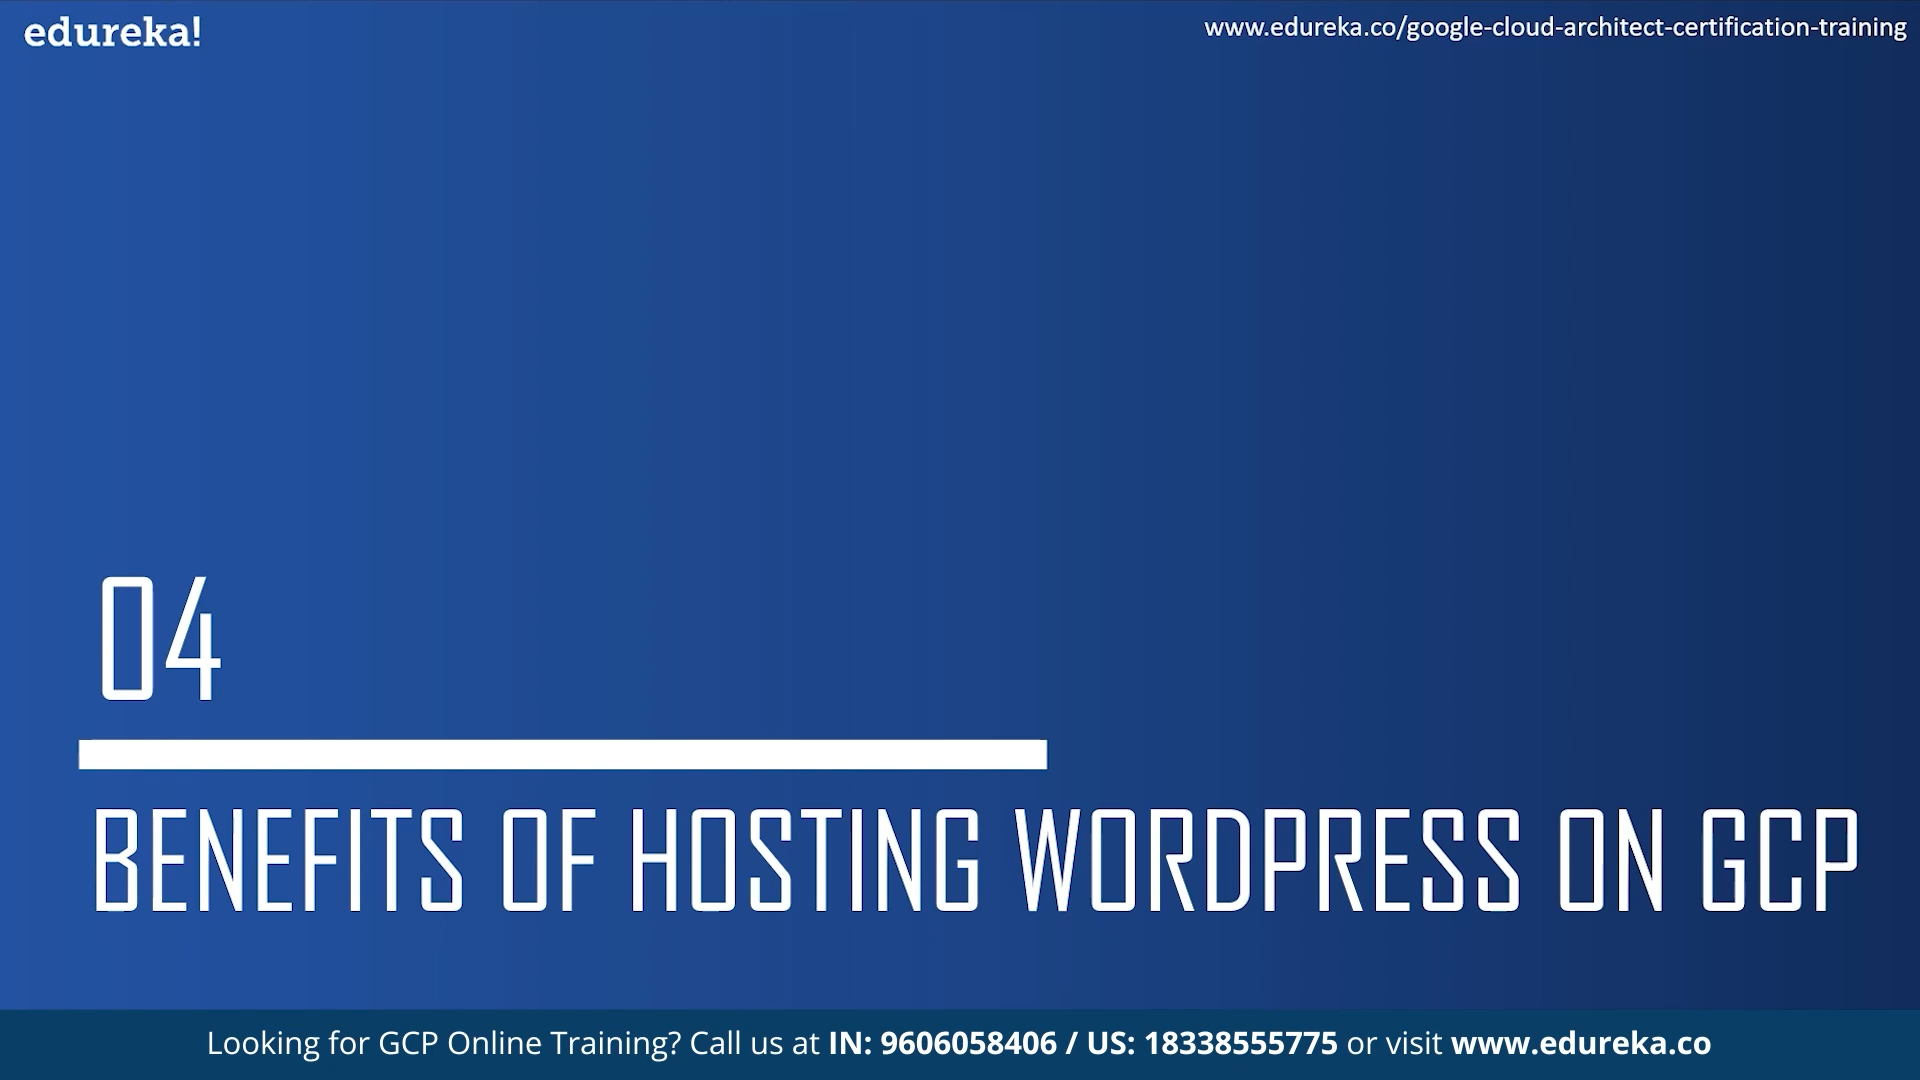 edureka!
www.edureka.co/google-cloud-architect-certification-training
04
BENEFITS OF HOSTING WORDPRESS ON GCP
Looking for GCP Online Training? Call us at IN: 9606058406 / US: 18338555775 or visit www.edureka.co